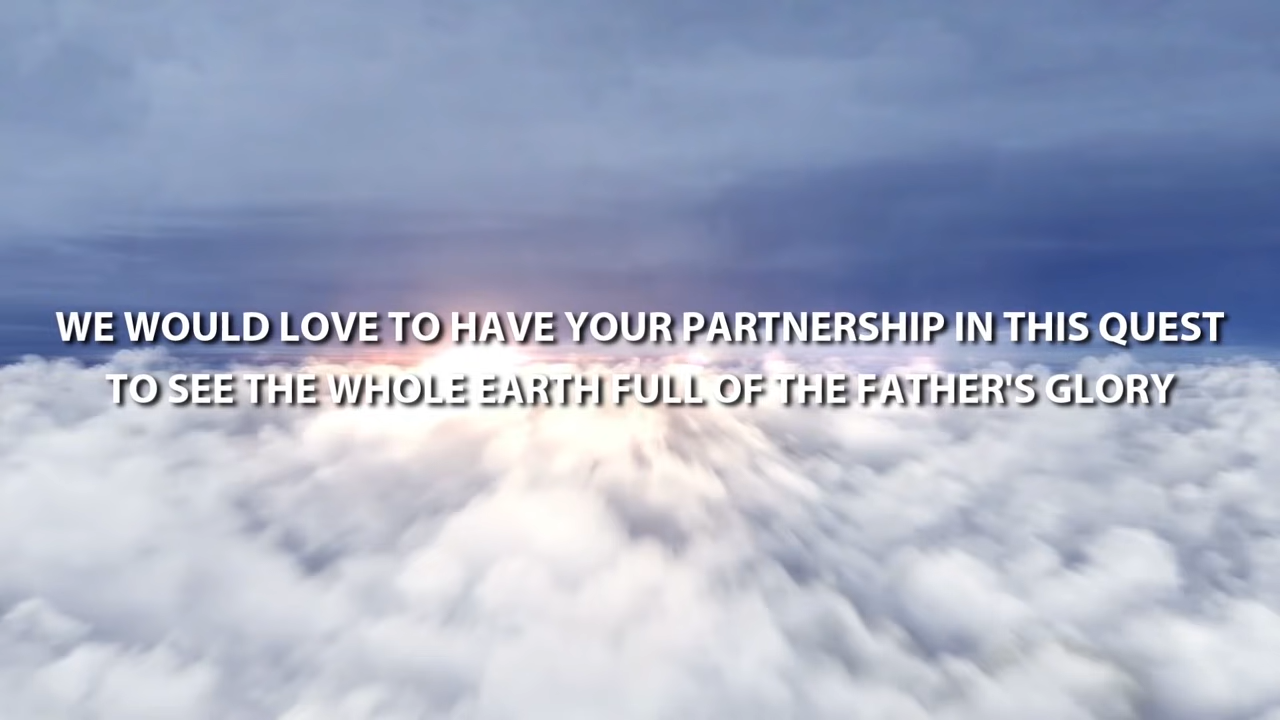 WE WOULD LOVE TO HAVE YOUR PARTNERSHIP IN THIS QUEST
TO SEE THE WHOLE EARTH FULL OF THE FATHER'S GLORY